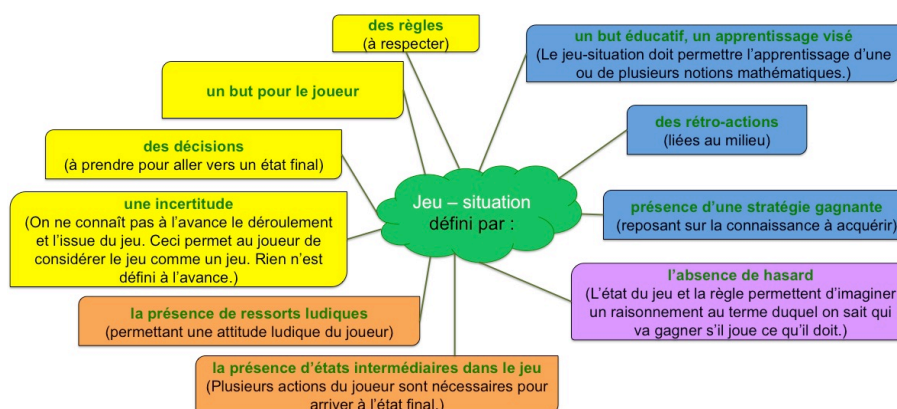 des règles
(à respecter)
un but pour le joueur
des décisions
(à prendre pour aller vers un état final)
une incertitude
(On ne connaît pas à l’avance le déroulement
et l’issue du jeu. Ceci permet au joueur de
considérer le jeu comme un jeu. Rien n’est
défini à l’avance.)
la présence de ressorts ludiques
(permettant une attitude ludique du joueur)
la présence d’états intermédiaires dans le jeu
(Plusieurs actions du joueur sont nécessaires pour
arriver à l’état final.)
Jeu – situation
défini par :
un but éducatif, un apprentissage visé
(Le jeu-situation doit permettre l’apprentissage d’une
ou de plusieurs notions mathématiques.)
des rétro-actions
(liées au milieu)
présence d’une stratégie gagnante
(reposant sur la connaissance à acquérir)
l’absence de hasard
(L’état du jeu et la règle permettent d’imaginer
un raisonnement au terme duquel on sait qui
va gagner s’il joue ce qu’il doit.)